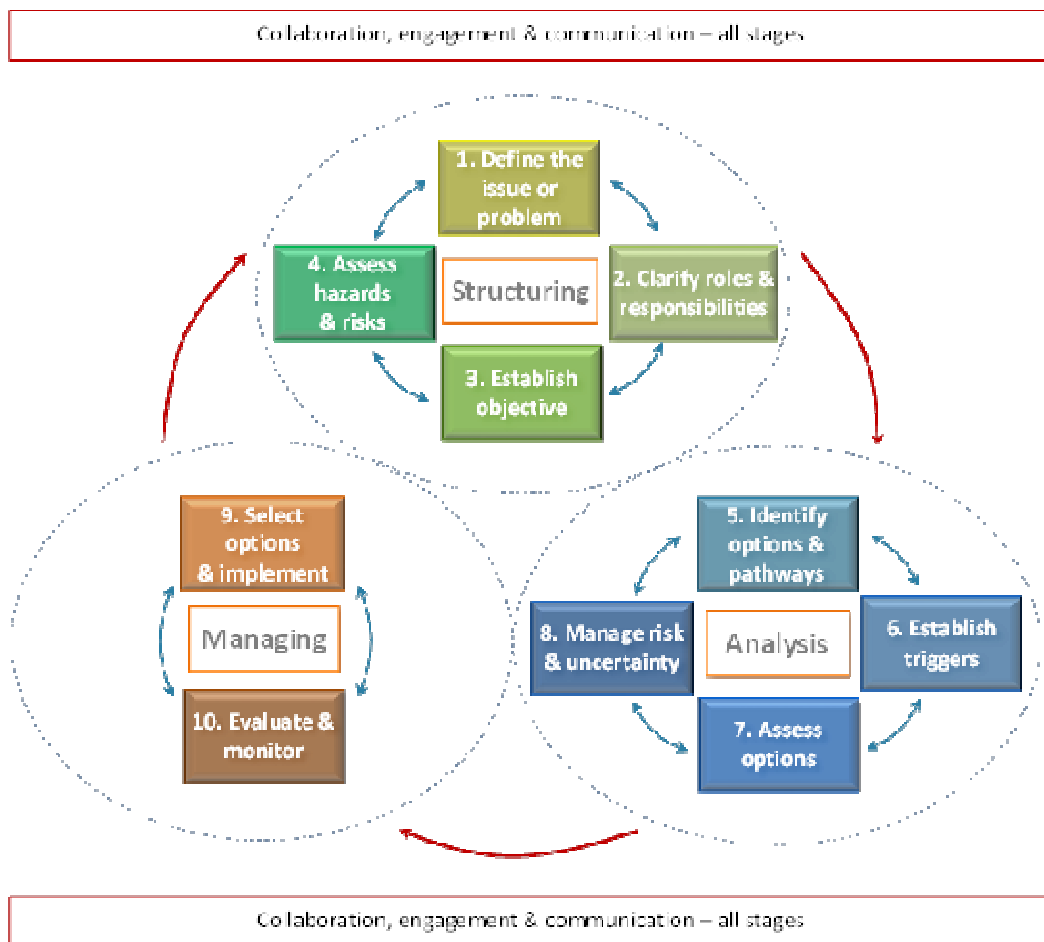 Collaboration, engagement & communication – all stages
1. Define the
issue or
problem
4. Assess
hazards
& risks
Structuring
2. Clarify roles &
responsibilities
3. Establish
objective
9. Select
options
& implement
Managing
10. Evaluate &
monitor
5. Identify
options &
pathways
8. Manage risk
& uncertainty
Analysis
6. Establish
triggers
7. Assess
options
Collaboration, engagement & communication – all stages